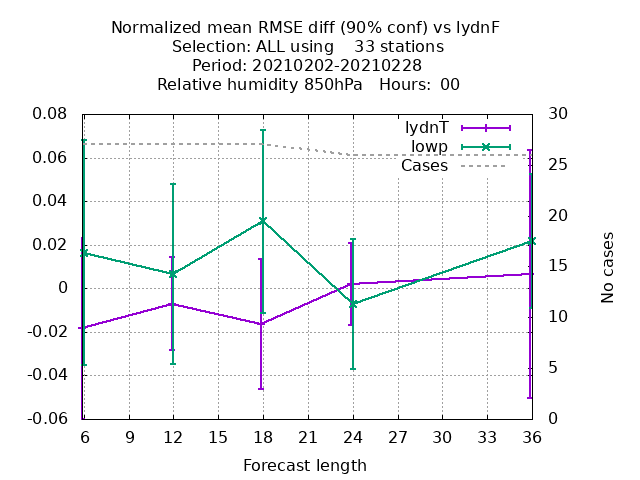 Normalized mean RMSE diff (90% conf) vs lydnF
Selection: ALL using    33 stations
Period: 20210202-20210228
Relative humidity 850hPa   Hours:  00
lydnT
lowp
Cases
0.08
0.06
0.04
0.02
0
-0.02
-0.04
-0.06
30
25
20
15
10
5
0
No cases
6 9 12 15 18 21 24 27 30 33 36
Forecast length